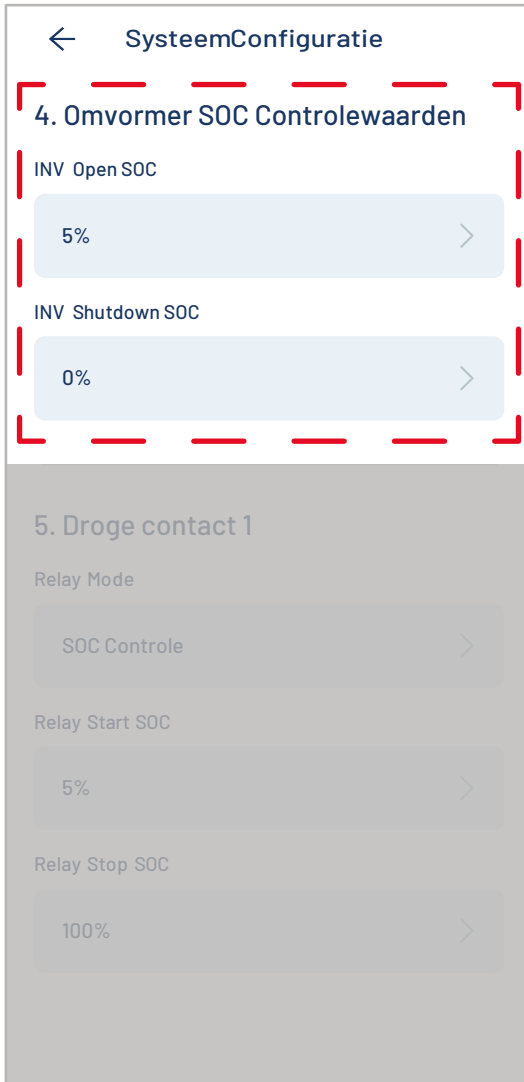 SysteemConfiguratie
4. Omvormer SOC Controlewaarden
INV Open SOC
5%
INV Shutdown SOC
0%
5. Droge contact 1
Relay Mode
SOC Controle
Relay Start SOC
5%
Relay Stop SOC
100%